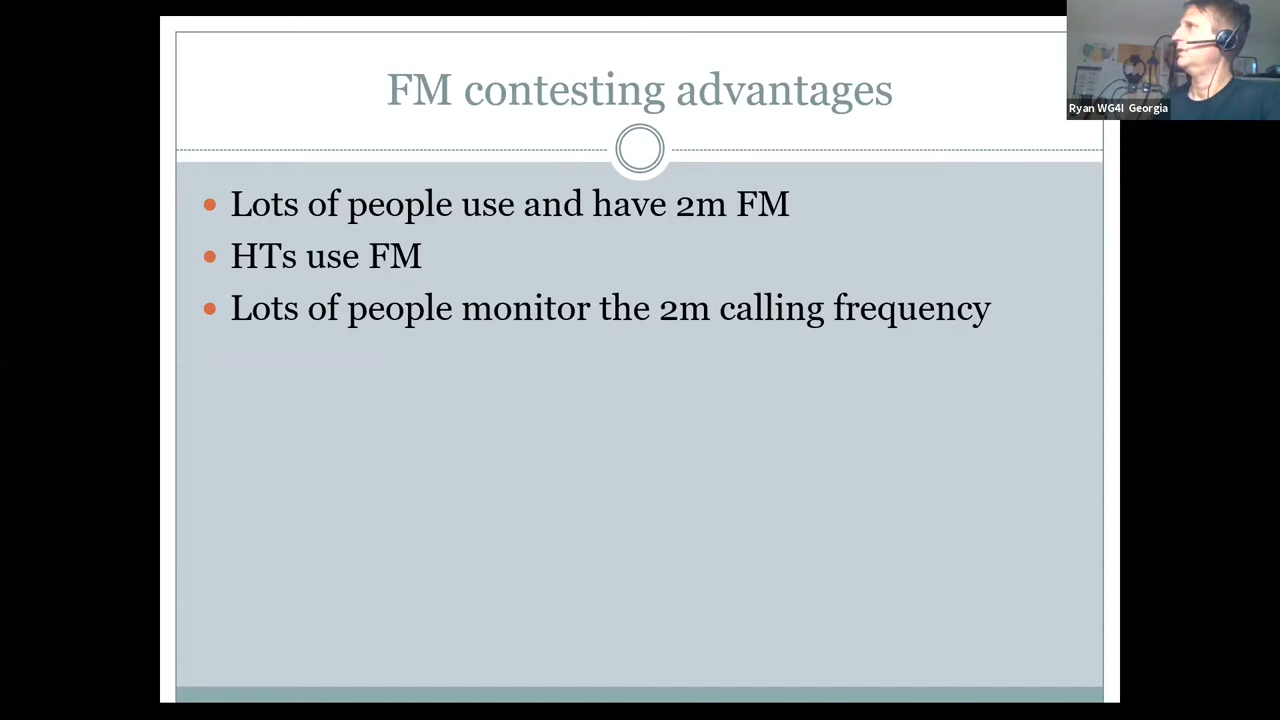 FM contesting advantages
Ryan WG4I Georgia
Lots of people use and have 2m FM
HTs use FM
Lots of people monitor the 2m calling frequency